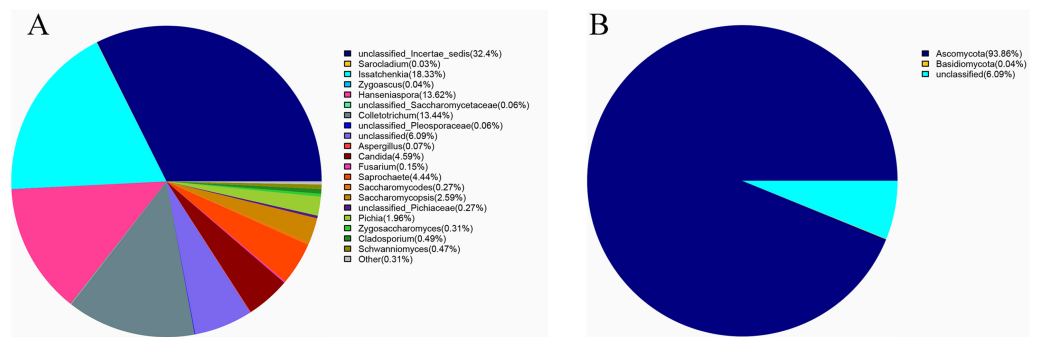 A
unclassified_Incertae_sedis(32.4%)
Sarocladium(0.03%)
Issatchenkia(18.33%)
Zygoascus(0.04%)
Hanseniaspora(13.62%)
unclassified_Saccharomycetaceae(0.06%)
Colletotrichum(13.44%)
unclassified_Pleosporaceae(0.06%)
unclassified(6.09%)
Aspergillus(0.07%)
Candida(4.59%)
Fusarium(0.15%)
Saprochaete(4.44%)
Saccharomycodes(0.27%)
Saccharomycopsis(2.59%)
unclassified_Pichiaceae(0.27%)
Pichia(1.96%)
Zygosaccharomyces(0.31%)
Cladosporium(0.49%)
Schwanniomyces(0.47%)
Other(0.31%)
B
Ascomycota(93.86%)
Basidiomycota(0.04%)
unclassified(6.09%)